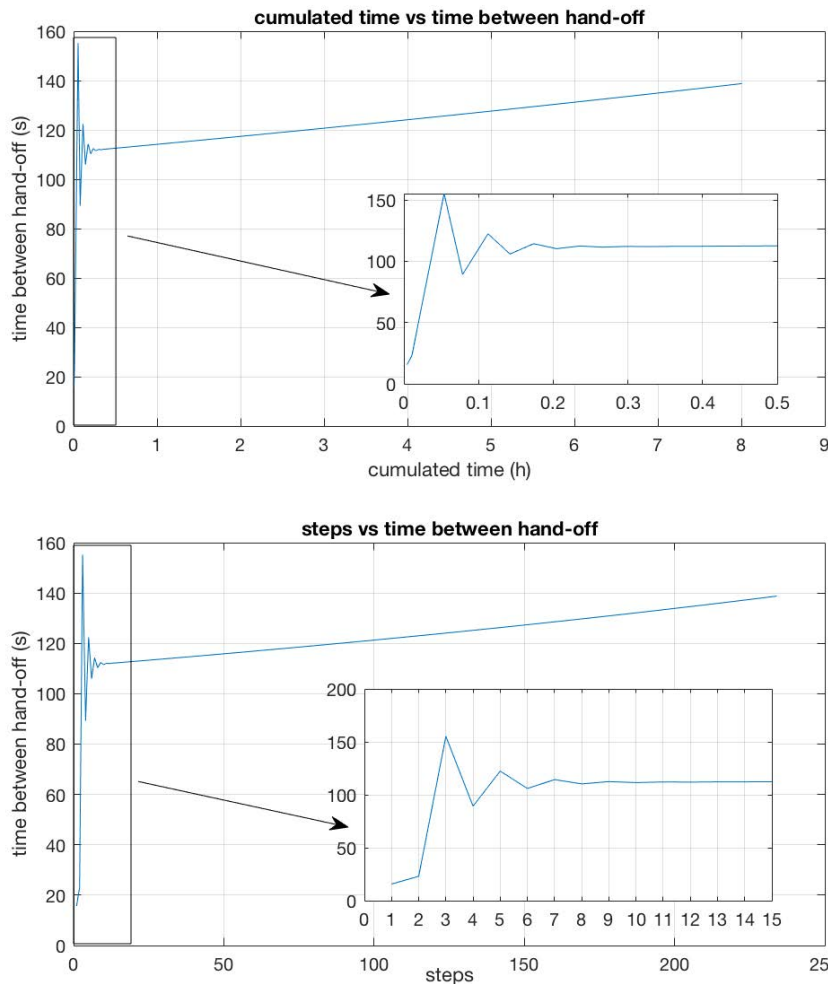 cumulated time vs time between hand-off
160
140
120
100
80
60
40
20
0
time between hand-off (s)
150
100
50
0
0 0.1 0.2 0.3 0.4 0.5
0 1 2 3 4 5 6 7 8 9
cumulated time (h)
steps vs time between hand-off
160
140
120
100
80
60
40
20
0
time between hand-off (s)
200
150
100
50
0
0 1 2 3 4 5 6 7 8 9 10 11 12 13 14 15
0 50 100 150 200 25
steps